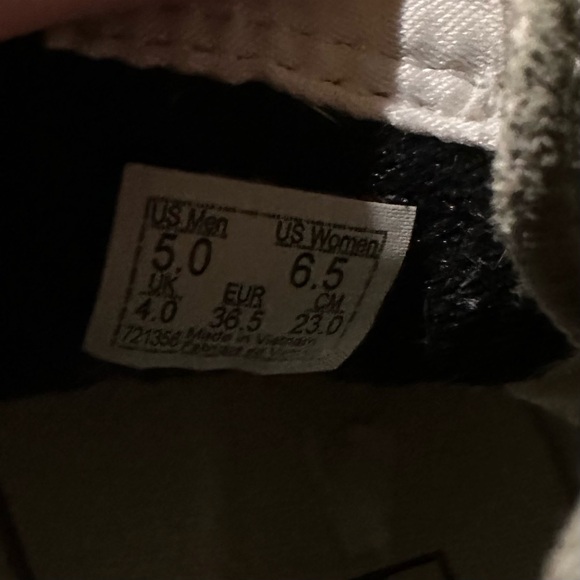 US Men US Women
5.0 6.5
UK EUR CM
4.0 36.5 23.0
721356 Made in Vietnam